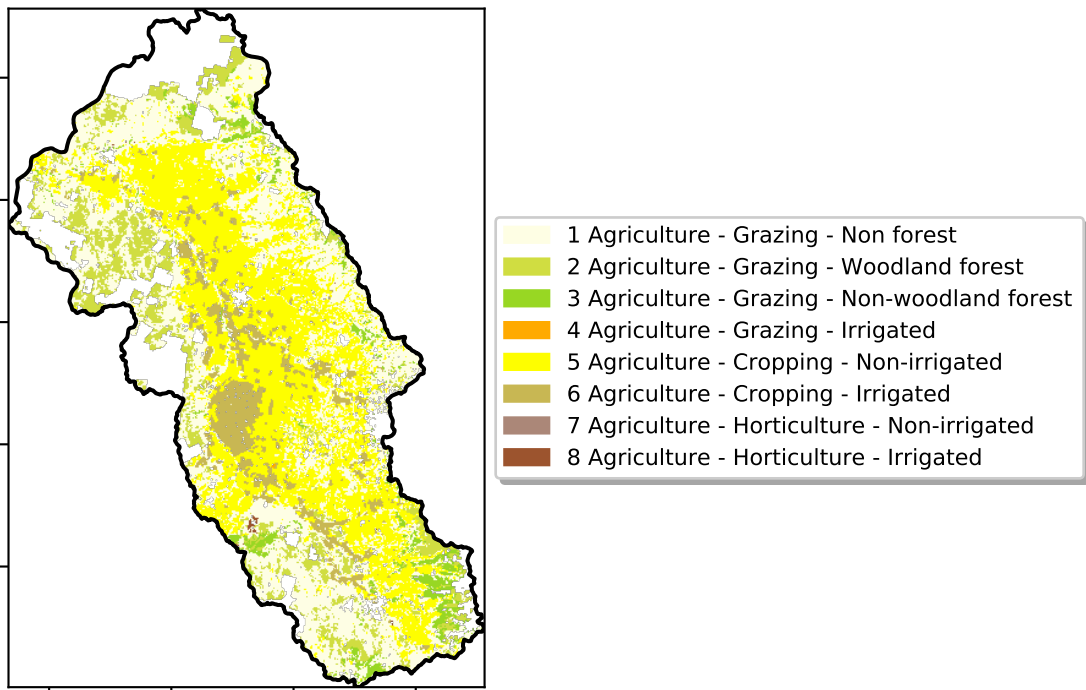 1 Agriculture - Grazing - Non forest
2 Agriculture - Grazing - Woodland forest
3 Agriculture - Grazing - Non-woodland forest
4 Agriculture - Grazing - Irrigated
5 Agriculture - Cropping - Non-irrigated
6 Agriculture - Cropping - Irrigated
7 Agriculture - Horticulture - Non-irrigated
8 Agriculture - Horticulture - Irrigated